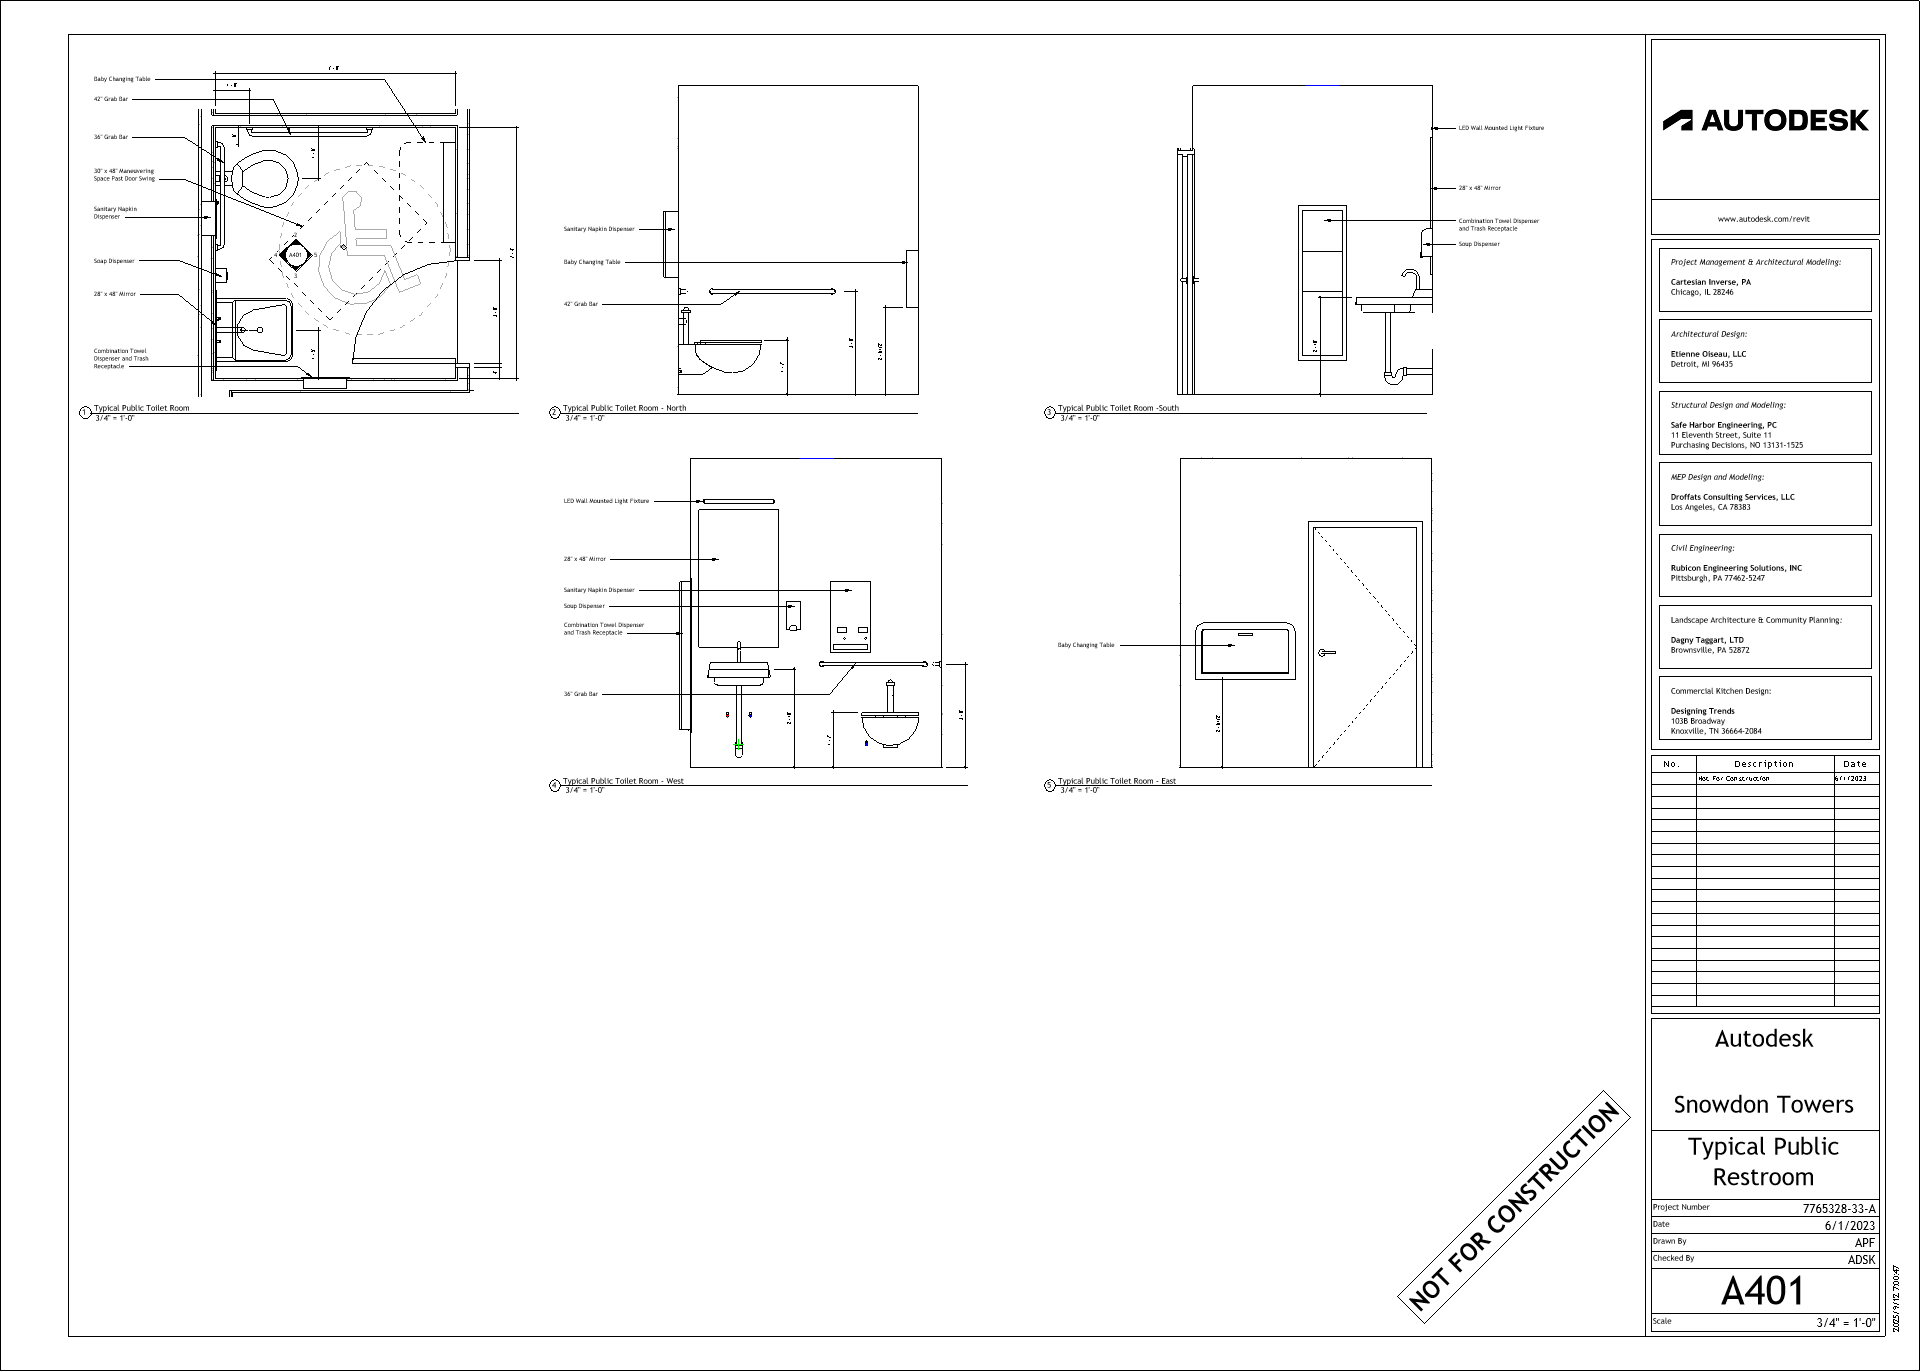 Baby Changing Table
42" Grab Bar
36" Grab Bar
30" x 48" Maneuvering
Space Past Door Swing
Sanitary Napkin
Dispenser
Soap Dispenser
28" x 48" Mirror
Combination Towel
Dispenser and Trash
Receptacle
2
4
A401
5
3
1
Typical Public Toilet Room
3/4" = 1'-0"
Sanitary Napkin Dispenser
Baby Changing Table
42" Grab Bar
2
Typical Public Toilet Room - North
3/4" = 1'-0"
LED Wall Mounted Light Fixture
28" x 48" Mirror
Combination Towel Dispenser
and Trash Receptacle
Soup Dispenser
3
Typical Public Toilet Room -South
3/4" = 1'-0"
LED Wall Mounted Light Fixture
28" x 48" Mirror
Sanitary Napkin Dispenser
Soup Dispenser
Combination Towel Dispenser
and Trash Receptacle
36" Grab Bar
4
Typical Public Toilet Room - West
3/4" = 1'-0"
Baby Changing Table
5
Typical Public Toilet Room - East
3/4" = 1'-0"
NOT FOR CONSTRUCTION
AUTODESK
www.autodesk.com/revit
Project Management & Architectural Modeling:
Cartesian Inverse, PA
Chicago, IL 28246
Architectural Design:
Etienne Oiseau, LLC
Detroit, MI 96435
Structural Design and Modeling:
Safe Harbor Engineering, PC
11 Eleventh Street, Suite 11
Purchasing Decisions, NO 13131-1525
MEP Design and Modeling:
Droffats Consulting Services, LLC
Los Angeles, CA 78383
Civil Engineering:
Rubicon Engineering Solutions, INC
Pittsburgh, PA 77462-5247
Landscape Architecture & Community Planning:
Dagny Taggart, LTD
Brownsville, PA 52872
Commercial Kitchen Design:
Designing Trends
103B Broadway
Knoxville, TN 36664-2084
No. Description Date
Not For Construction 6/1/2023
Autodesk
Snowdon Towers
Typical Public
Restroom
Project Number 7765328-33-A
Date 6/1/2023
Drawn By APF
Checked By ADSK
A401
Scale 3/4" = 1'-0"
2025/9/12 7:00:47